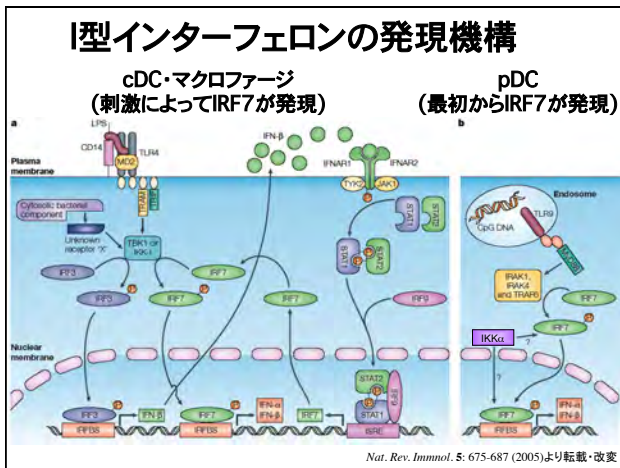 I型インターフェロンの発現機構
cDC・マクロファージ
(刺激によってIRF7が発現)
pDC
(最初からIRF7が発現)
a
LPS
CD14
MD2
TLR4
IFN-β
IFNAR1
IFNAR2
Plasma
membrane
TYK2
JAK1
P
TRAM
Cytosolic bacterial
component
Unknown
receptor 'X'
TBK1 or
STAT1
STAT2
STAT1
STAT2
P
P
IRF3
IRF7
IRF7
IRF3
P
IRF7
P
IRF7
IRF9
Nuclear
membrane
STAT2
P
P
IRF9
STAT1
IRF3
P
IFN-β
IRF7
P
IFN-α
IFN-β
IRF7
ISRE
b
Endosome
TLR9
CpG DNA
IRAK1,
IRAK4
and TRAF6
IRF7
P
IRF7
IKKα
?
?
IRF7
P
IFN-α
IFN-β
Nat. Rev. Immnol. 5: 675-687 (2005)より転載・改変